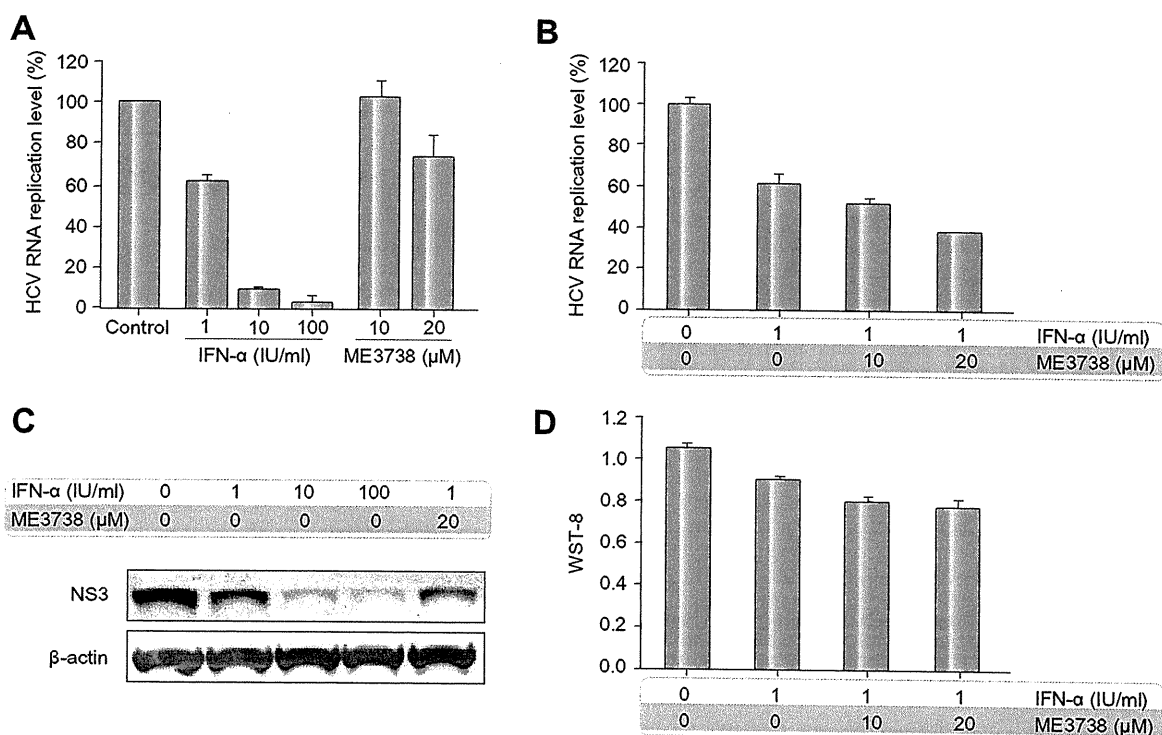 A
HCV RNA replication level (%)
120
100
80
60
40
20
0
Control 1 10 100 10 20
IFN-α (IU/ml) ME3738 (µM)
B
HCV RNA replication level (%)
120
100
80
60
40
20
0
0 1 1 1 IFN-α (IU/ml)
0 0 10 20 ME3738 (µM)
C
IFN-α (IU/ml) 0 1 10 100 1
ME3738 (µM) 0 0 0 0 20
NS3
β-actin
D
WST-8
1.2
1.0
0.8
0.6
0.4
0.2
0.0
0 1 1 1 IFN-α (IU/ml)
0 0 10 20 ME3738 (µM)